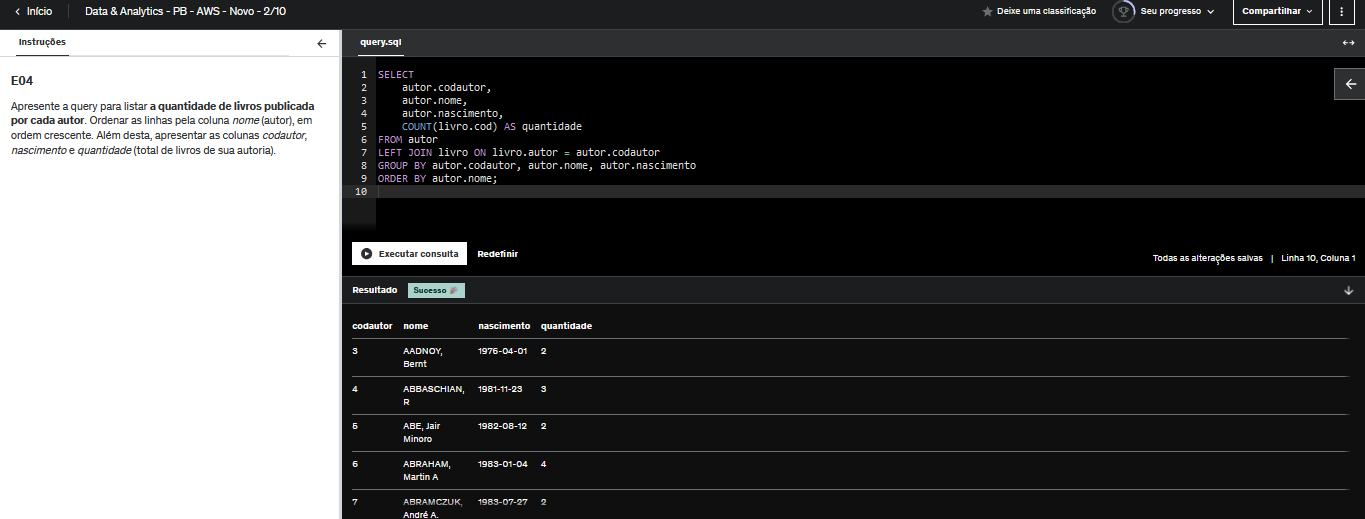 Início
Data & Analytics - PB - AWS - Novo - 2/10
Deixe uma classificação
Seu progresso
Compartilhar
Instruções
E04
Apresente a query para listar a quantidade de livros publicada
por cada autor. Ordenar as linhas pela coluna nome (autor), em
ordem crescente. Além desta, apresentar as colunas codautor,
nascimento e quantidade (total de livros de sua autoria).
query.sql
1 SELECT
2     autor.codautor,
3     autor.nome,
4     autor.nascimento,
5     COUNT(livro.cod) AS quantidade
6 FROM autor
7 LEFT JOIN livro ON livro.autor = autor.codautor
8 GROUP BY autor.codautor, autor.nome, autor.nascimento
9 ORDER BY autor.nome;
10
Executar consulta
Redefinir
Todas as alterações salvas | Linha 10, Coluna 1
Resultado
Sucesso 🎉
codautor nome nascimento quantidade
3 AADNOY, 1976-04-01 2
Bernt
4 ABBASCHIAN, 1981-11-23 3
R
5 ABE, Jair 1982-08-12 2
Minoro
6 ABRAHAM, 1983-01-04 4
Martin A
7 ABRAMCZUK, 1983-07-27 2
André A.